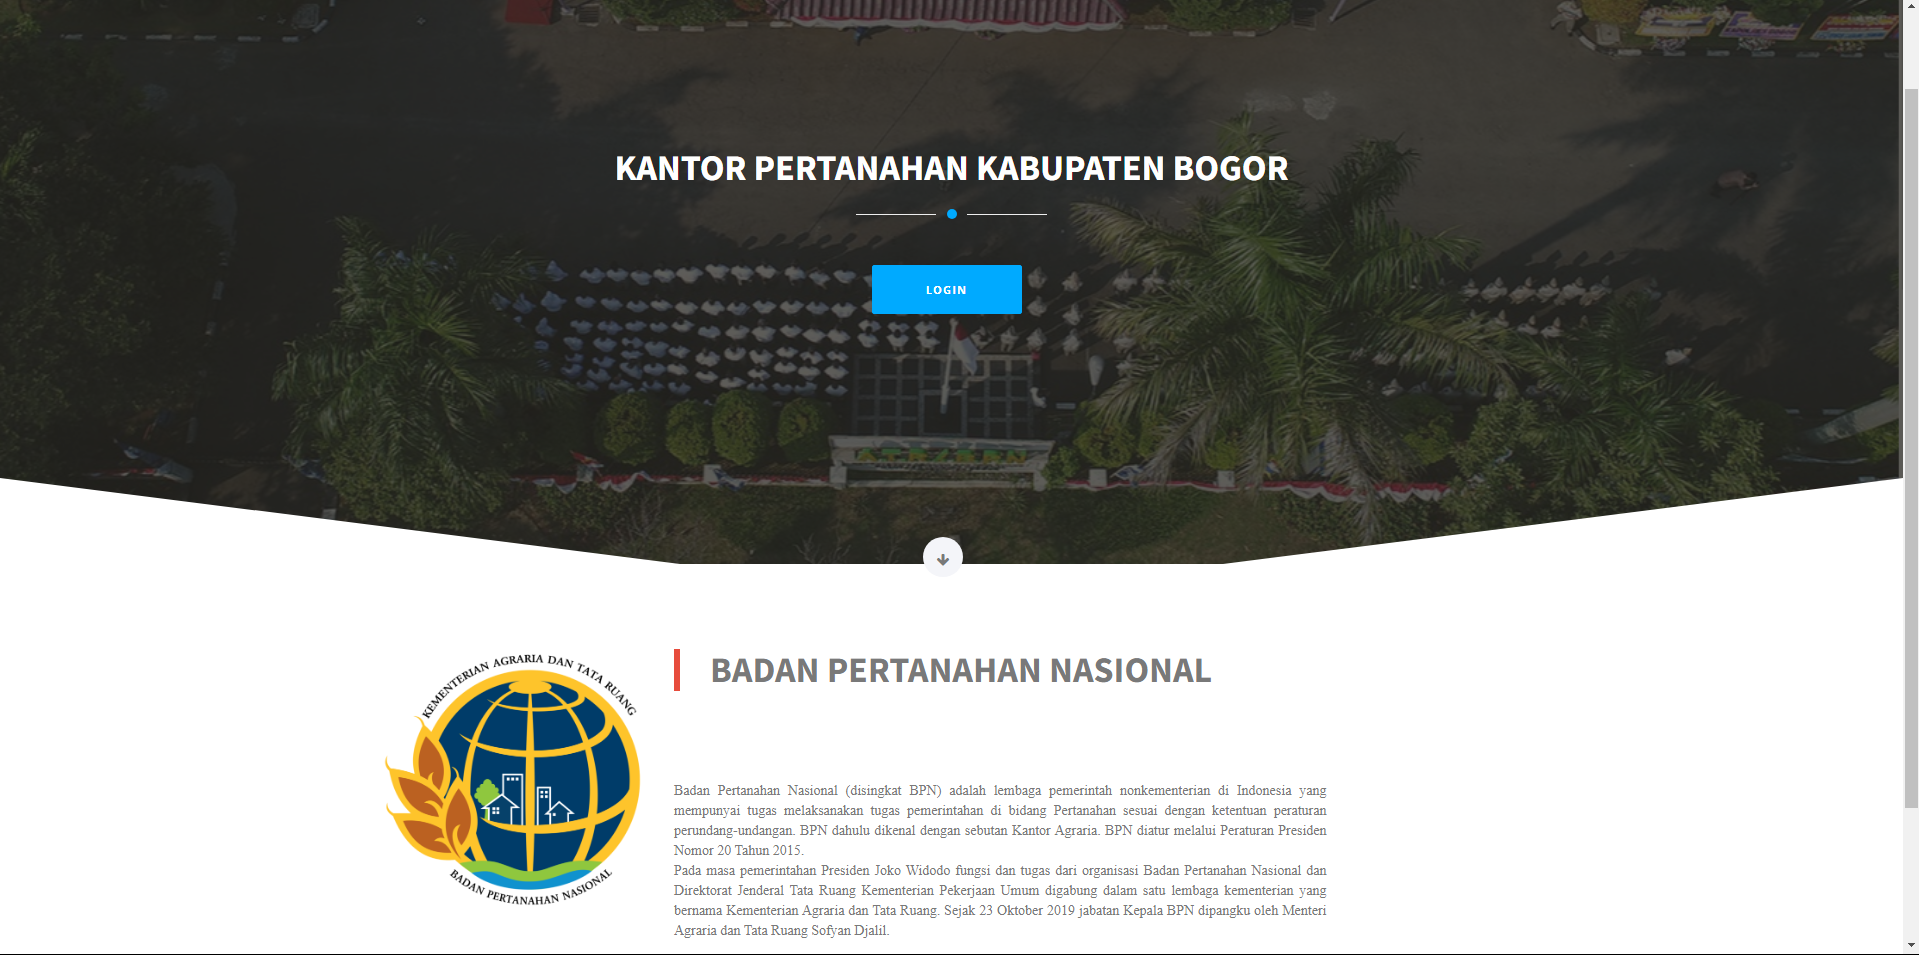 KANTOR PERTANAHAN KABUPATEN BOGOR
LOGIN
ATR/BPN
KEMENTERIAN AGRARIA DAN TATA RUANG
BADAN PERTANAHAN NASIONAL
BADAN PERTANAHAN NASIONAL
Badan Pertanahan Nasional (disingkat BPN) adalah lembaga pemerintah nonkementerian di Indonesia yang
mempunyai tugas melaksanakan tugas pemerintahan di bidang Pertanahan sesuai dengan ketentuan peraturan
perundang-undangan. BPN dahulu dikenal dengan sebutan Kantor Agraria. BPN diatur melalui Peraturan Presiden
Nomor 20 Tahun 2015.
Pada masa pemerintahan Presiden Joko Widodo fungsi dan tugas dari organisasi Badan Pertanahan Nasional dan
Direktorat Jenderal Tata Ruang Kementerian Pekerjaan Umum digabung dalam satu lembaga kementerian yang
bernama Kementerian Agraria dan Tata Ruang. Sejak 23 Oktober 2019 jabatan Kepala BPN dipangku oleh Menteri
Agraria dan Tata Ruang Sofyan Djalil.